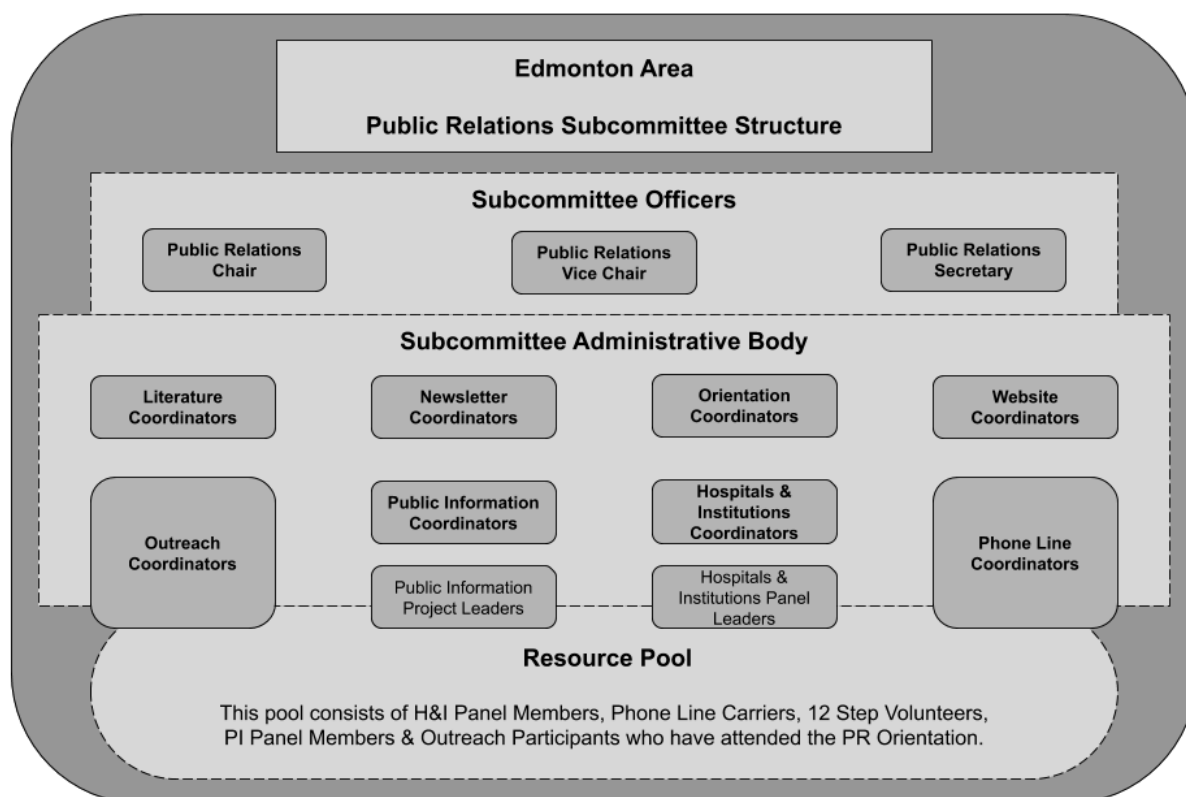 Edmonton Area
Public Relations Subcommittee Structure
Subcommittee Officers
Public Relations
Chair
Public Relations
Vice Chair
Public Relations
Secretary
Subcommittee Administrative Body
Literature
Coordinators
Newsletter
Coordinators
Orientation
Coordinators
Website
Coordinators
Outreach
Coordinators
Public Information
Coordinators
Hospitals &
Institutions
Coordinators
Phone Line
Coordinators
Public Information
Project Leaders
Hospitals &
Institutions Panel
Leaders
Resource Pool
This pool consists of H&I Panel Members, Phone Line Carriers, 12 Step Volunteers,
PI Panel Members & Outreach Participants who have attended the PR Orientation.